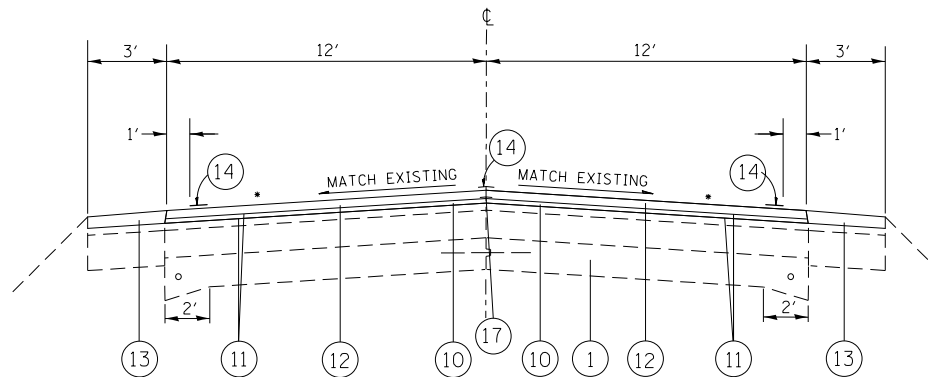 ℄
3' 12' 12' 3'
1' 1'
14 14 14
* MATCH EXISTING MATCH EXISTING *
2' 2'
17
13 11 12 10 10 1 12 11 13